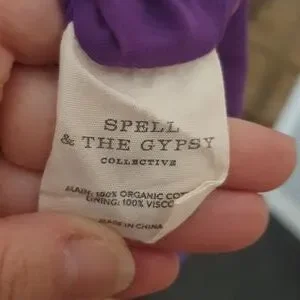 SPELL
& THE GYPSY
COLLECTIVE
MAIN: 100% ORGANIC
LINING: 100%
MADE IN CHINA